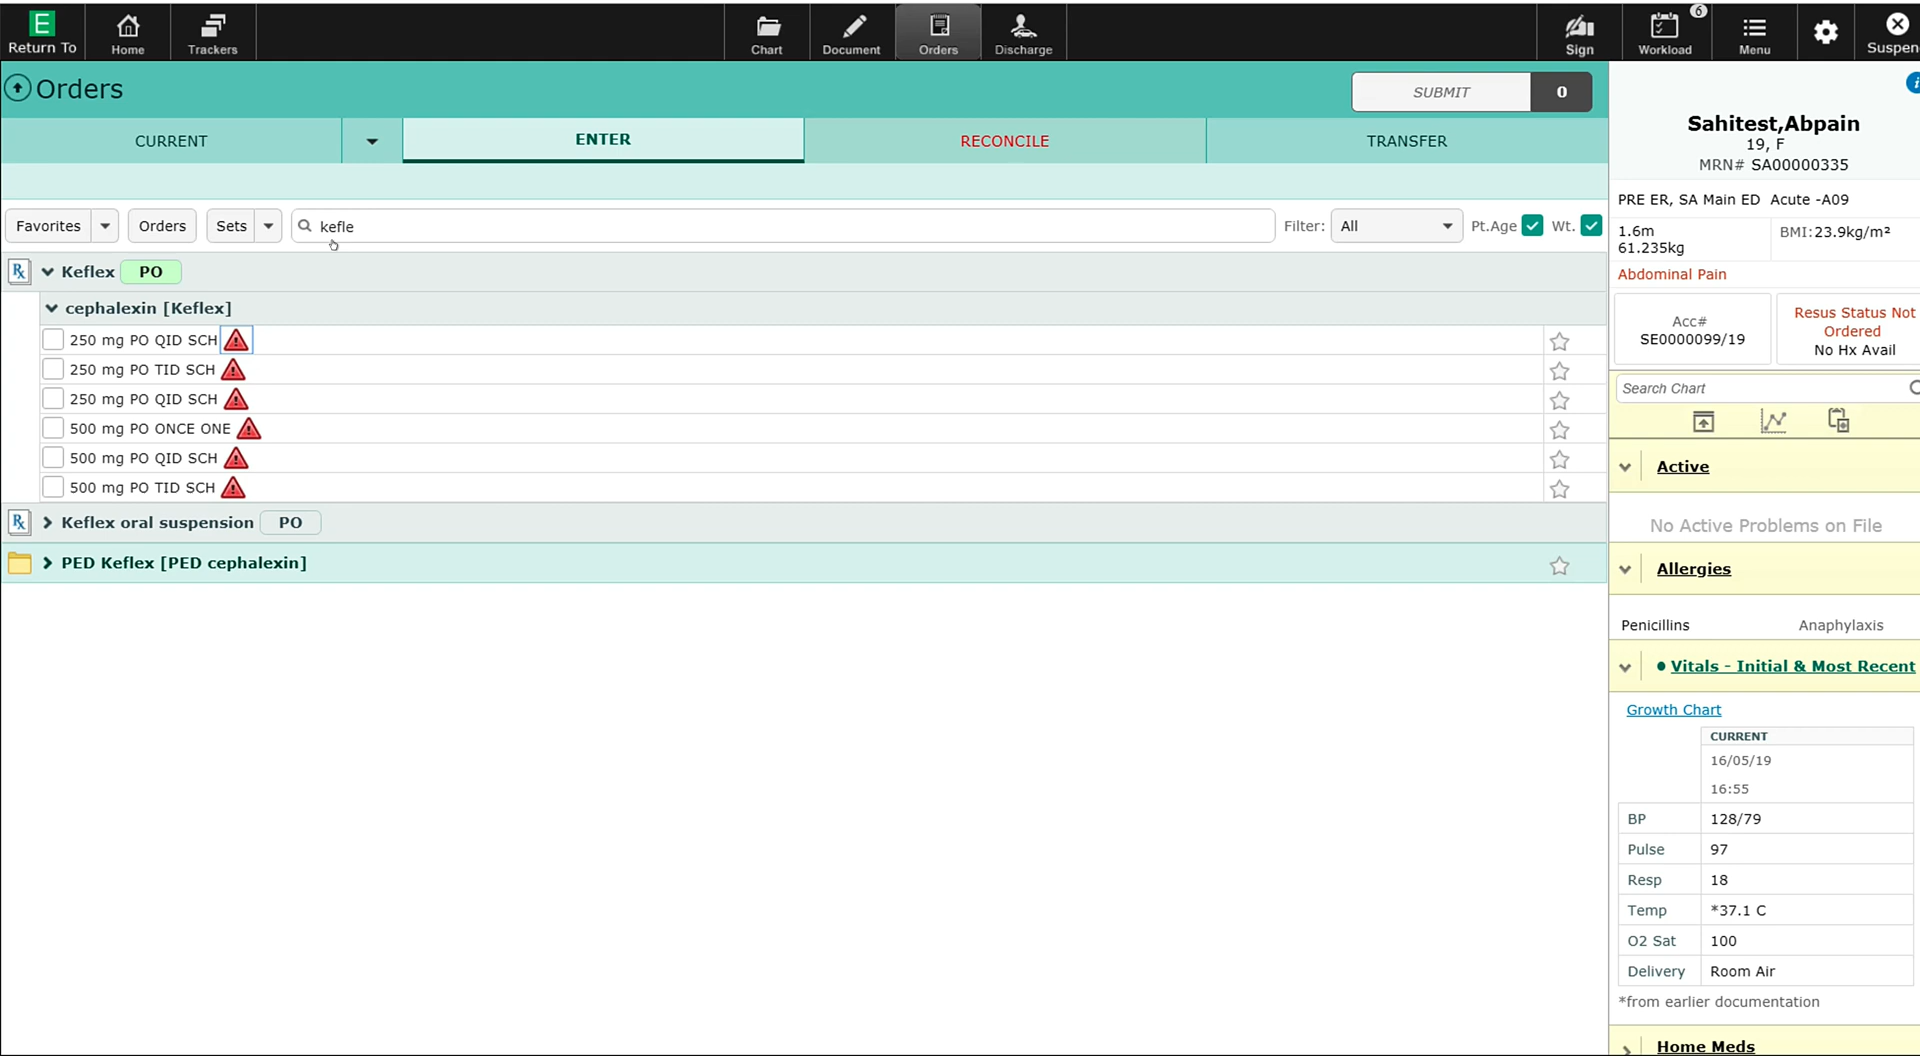 E
Return To
Home
Trackers
Chart
Document
Orders
Discharge
Sign
6
Workload
Menu
Suspen
Orders
SUBMIT
0
CURRENT
ENTER
RECONCILE
TRANSFER
Favorites
Orders
Sets
kefle
Filter:
All
Pt.Age
Wt.
Rx
Keflex PO
cephalexin [Keflex]
250 mg PO QID SCH
250 mg PO TID SCH
250 mg PO QID SCH
500 mg PO ONCE ONE
500 mg PO QID SCH
500 mg PO TID SCH
Rx
Keflex oral suspension PO
PED Keflex [PED cephalexin]
i
Sahitest,Abpain
19, F
MRN# SA00000335
PRE ER, SA Main ED Acute -A09
1.6m
61.235kg
BMI:23.9kg/m²
Abdominal Pain
Acc#
SE0000099/19
Resus Status Not
Ordered
No Hx Avail
Search Chart
Active
No Active Problems on File
Allergies
Penicillins Anaphylaxis
Vitals - Initial & Most Recent
Growth Chart
CURRENT
16/05/19
16:55
BP 128/79
Pulse 97
Resp 18
Temp *37.1 C
O2 Sat 100
Delivery Room Air
*from earlier documentation
Home Meds